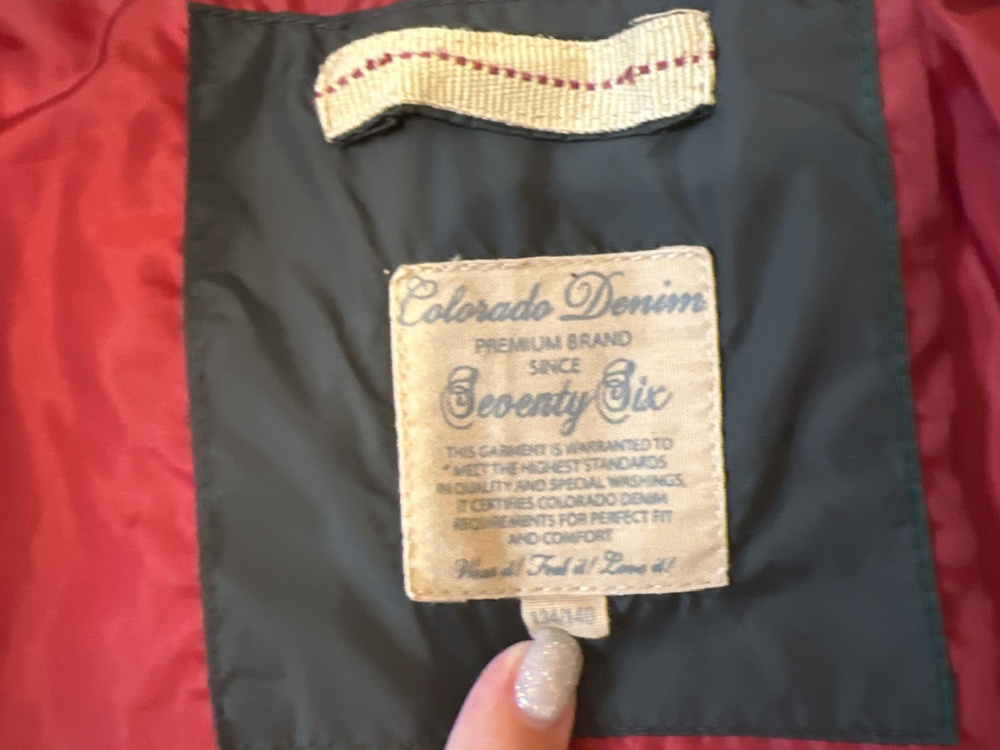 Colorado Denim
PREMIUM BRAND
SINCE
Seventy Six
THIS GARMENT IS WARRANTED TO
MEET THE HIGHEST STANDARDS
IN QUALITY AND SPECIAL WASHINGS.
IT CERTIFIES COLORADO DENIM
REQUIREMENTS FOR PERFECT FIT
AND COMFORT
Wear it! Feel it! Love it!
134/140